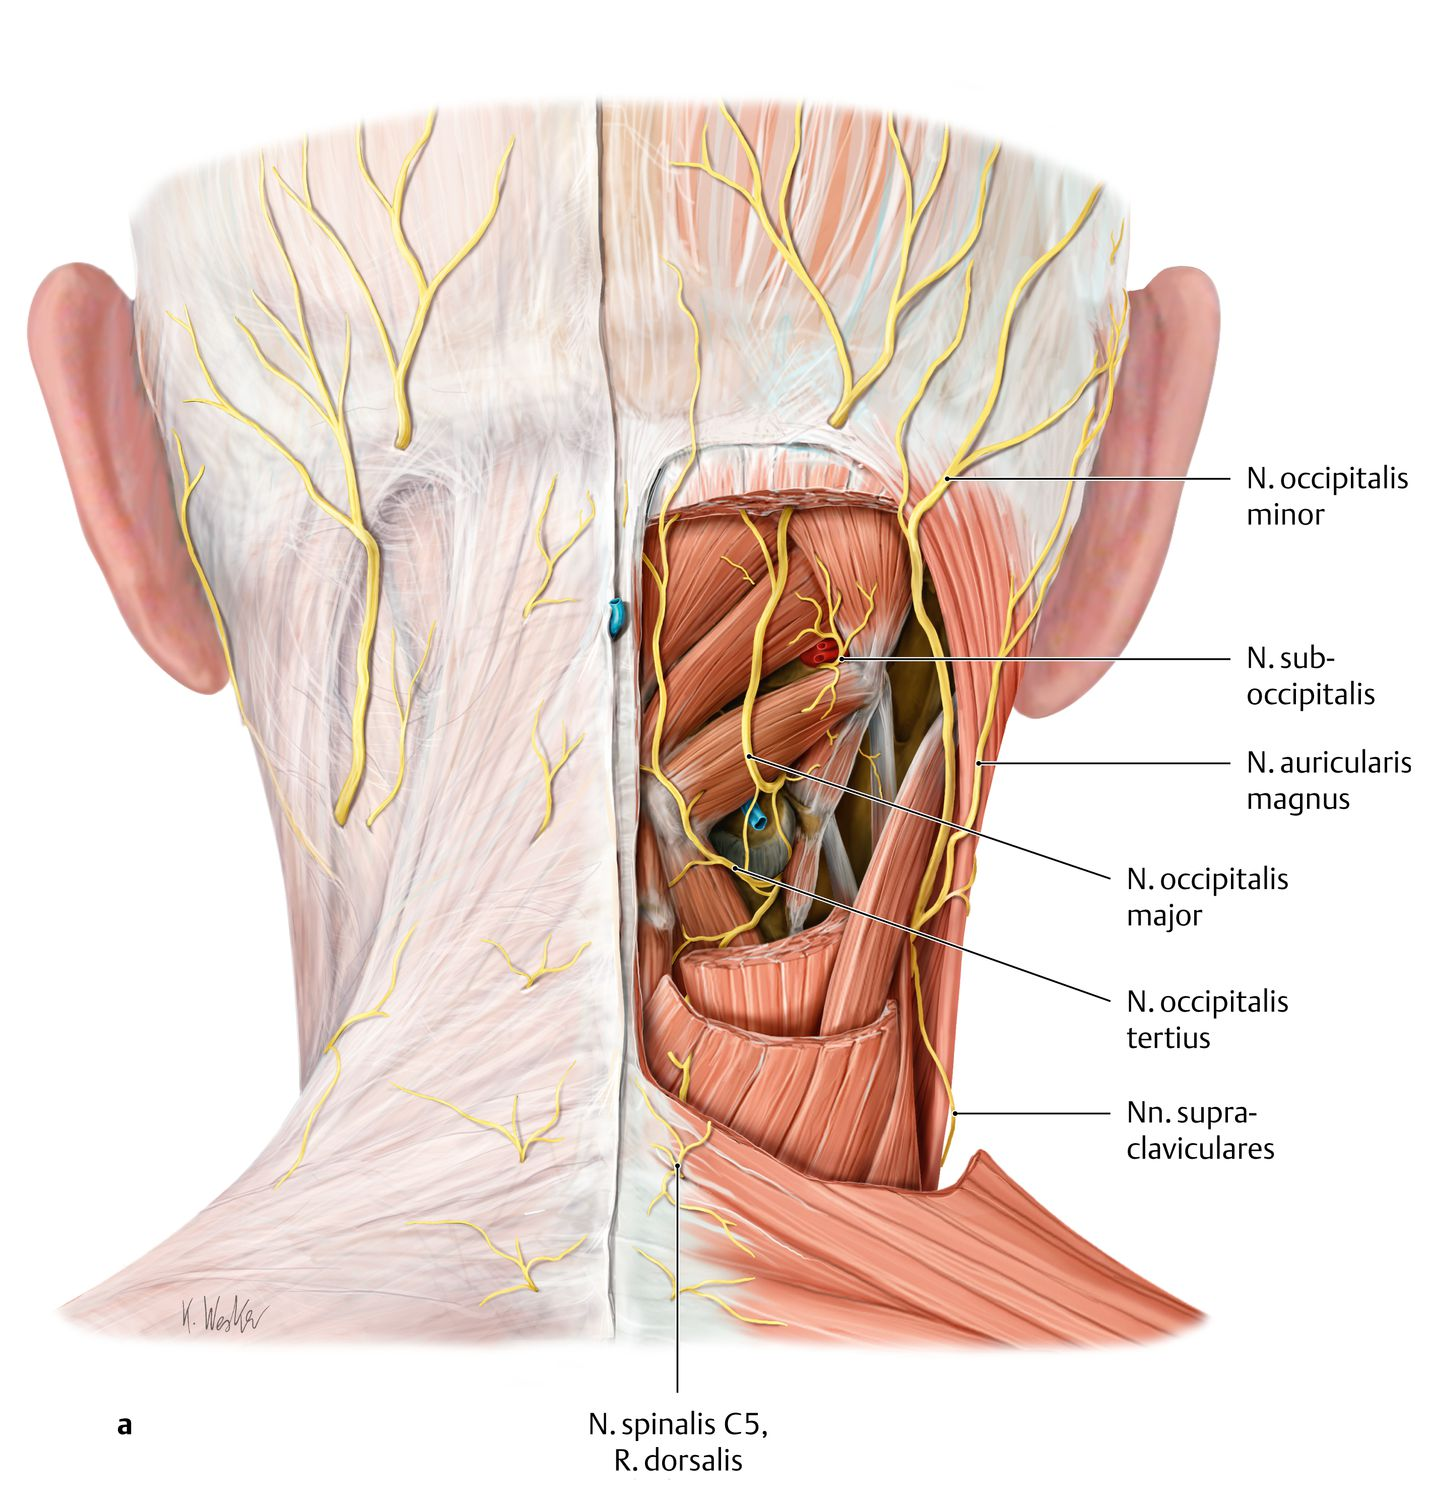 N. occipitalis
minor
N. sub-
occipitalis
N. auricularis
magnus
N. occipitalis
major
N. occipitalis
tertius
Nn. supra-
claviculares
K. Wesker
a
N. spinalis C5,
R. dorsalis